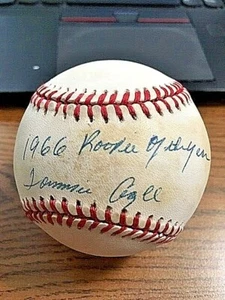 1966 Rookie Of the Year
Tommie Agee